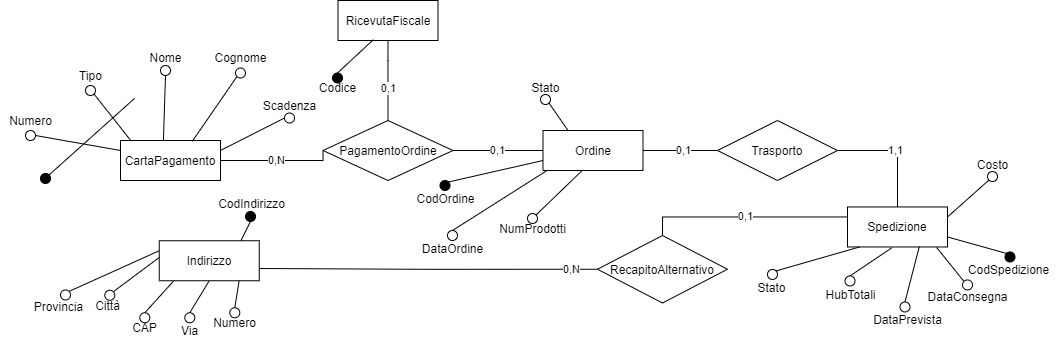 RicevutaFiscale
Codice
0,1
Nome
Cognome
Tipo
Scadenza
Numero
CartaPagamento
0,N
PagamentoOrdine
0,1
Stato
Ordine
0,1
Trasporto
1,1
Costo
CodOrdine
DataOrdine
NumProdotti
CodIndirizzo
Indirizzo
0,N
RecapitoAlternativo
0,1
Spedizione
CodSpedizione
Stato
HubTotali
DataConsegna
DataPrevista
Provincia
Città
CAP
Via
Numero